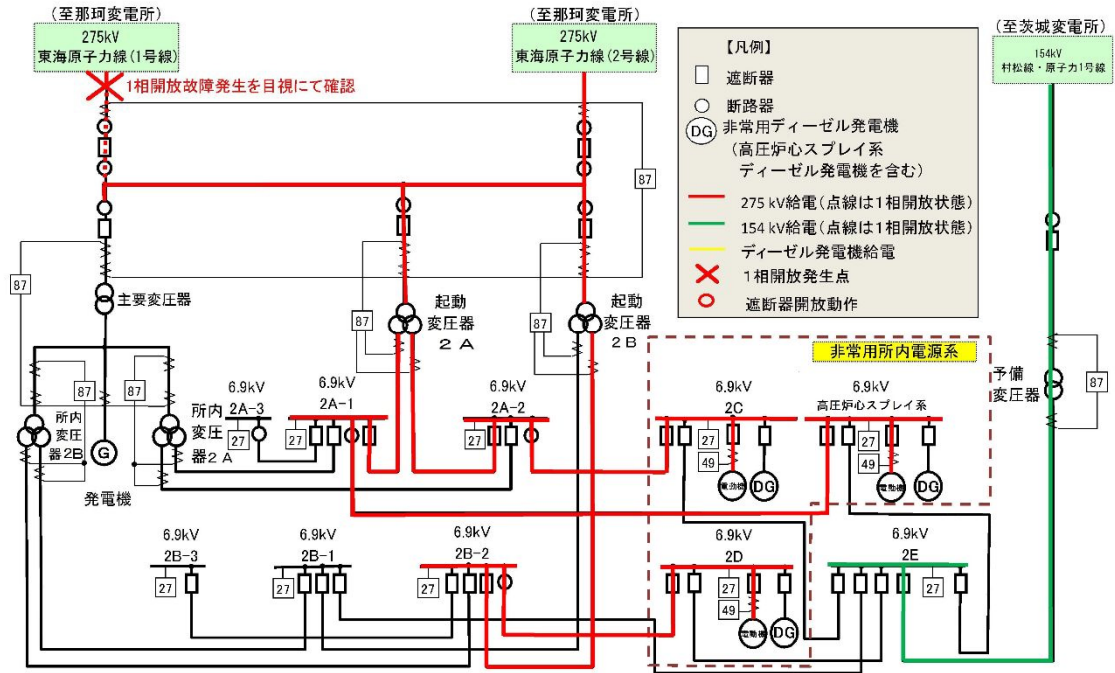 (至那珂変電所)
275kV
東海原子力線(1号線)
(至那珂変電所)
275kV
東海原子力線(2号線)
(至茨城変電所)
154kV
村松線・原子力1号線
1相開放故障発生を目視にて確認
【凡例】
遮断器
断路器
DG
非常用ディーゼル発電機
(高圧炉心スプレイ系
ディーゼル発電機を含む)
275 kV給電(点線は1相開放状態)
154 kV給電(点線は1相開放状態)
ディーゼル発電機給電
1相開放発生点
遮断器開放動作
87
87
主要変圧器
87
起動
変圧器
2A
87
起動
変圧器
2B
非常用所内電源系
予備
変圧器
87
87
87
所内
変圧
器2B
G
発電機
所内
変圧
器2A
6.9kV
2A-3
27
6.9kV
2A-1
27
6.9kV
2A-2
27
6.9kV
2C
27
49
電動機
DG
6.9kV
高圧炉心スプレイ系
27
49
電動機
DG
6.9kV
2B-3
27
6.9kV
2B-1
27
6.9kV
2B-2
27
6.9kV
2D
27
49
電動機
DG
6.9kV
2E
27